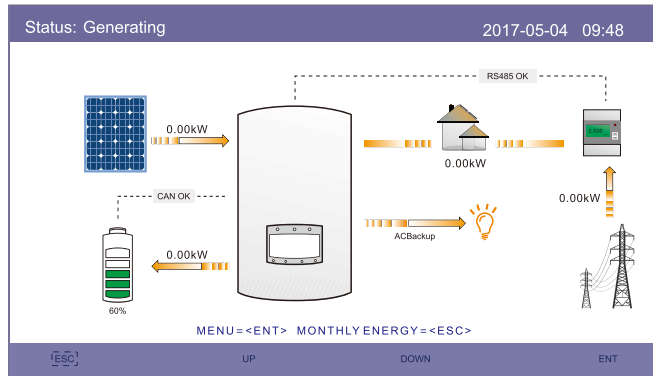 Status: Generating
2017-05-04 09:48
RS485 OK
0.00kW
0.00kW
0.00kW
CAN OK
0.00kW
ACBackup
60%
MENU=<ENT> MONTHLY ENERGY=<ESC>
ESC
UP
DOWN
ENT